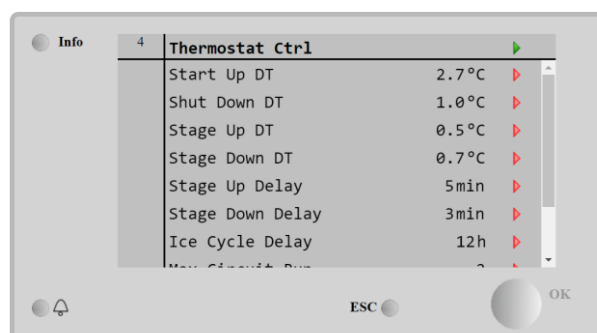 Info
4 Thermostat Ctrl
Start Up DT 2.7°C
Shut Down DT 1.0°C
Stage Up DT 0.5°C
Stage Down DT 0.7°C
Stage Up Delay 5min
Stage Down Delay 3min
Ice Cycle Delay 12h
ESC
OK